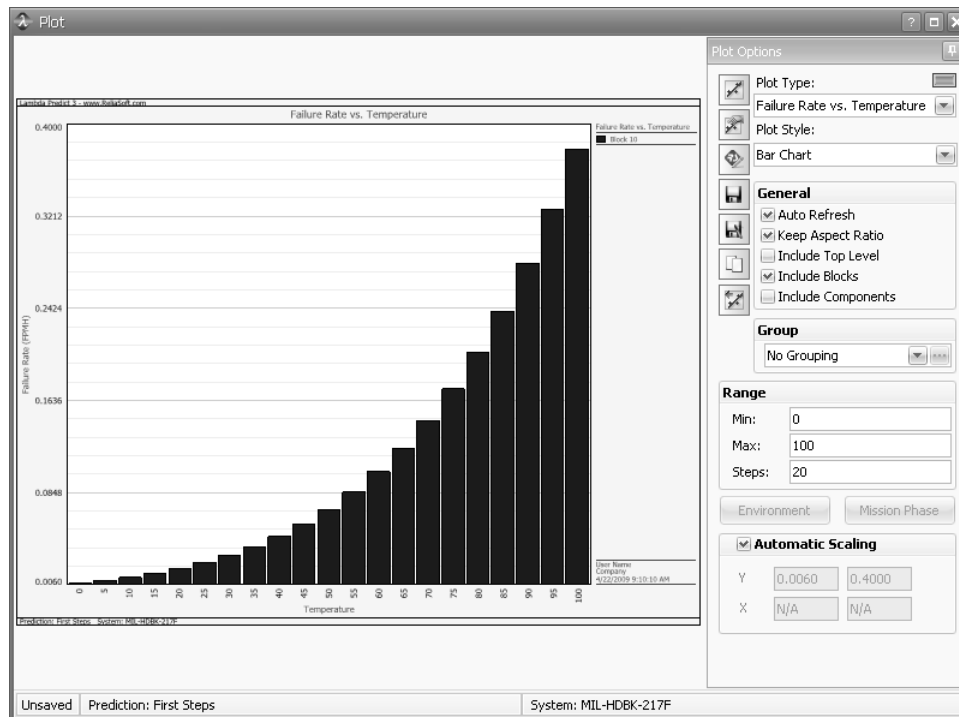 Plot
Lambda Predict 3 - www.ReliaSoft.com
Failure Rate vs. Temperature
Failure Rate (FPMH)
0.4000
0.3212
0.2424
0.1636
0.0848
0.0060
0 5 10 15 20 25 30 35 40 45 50 55 60 65 70 75 80 85 90 95 100
Temperature
Failure Rate vs. Temperature
Block 10
User Name
Company
4/22/2009 9:10:10 AM
Prediction: First Steps System: MIL-HDBK-217F
Plot Options
Plot Type:
Failure Rate vs. Temperature
Plot Style:
Bar Chart
General
Auto Refresh
Keep Aspect Ratio
Include Top Level
Include Blocks
Include Components
Group
No Grouping
Range
Min: 0
Max: 100
Steps: 20
Environment Mission Phase
Automatic Scaling
Y 0.0060 0.4000
X N/A N/A
Unsaved Prediction: First Steps System: MIL-HDBK-217F